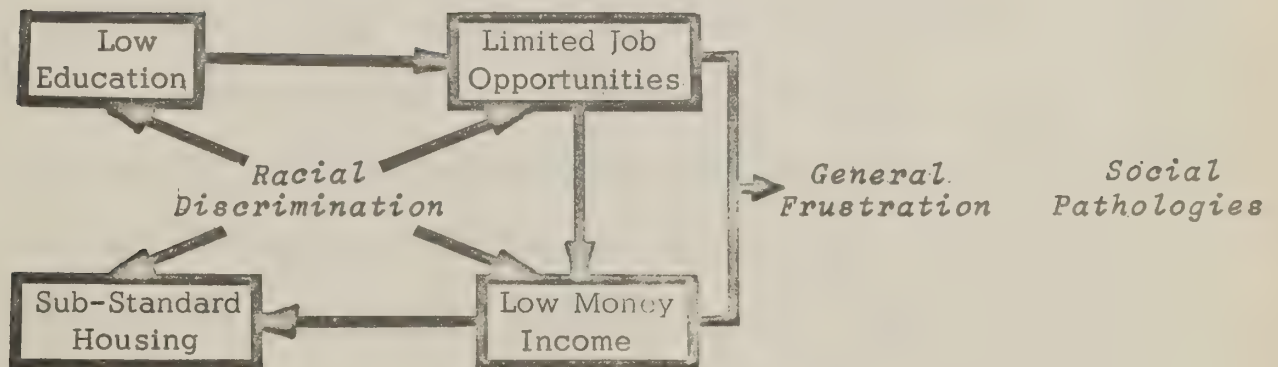 Low
Education
Limited Job
Opportunities
Racial
Discrimination
General
Frustration
Social
Pathologies
Sub-Standard
Housing
Low Money
Income